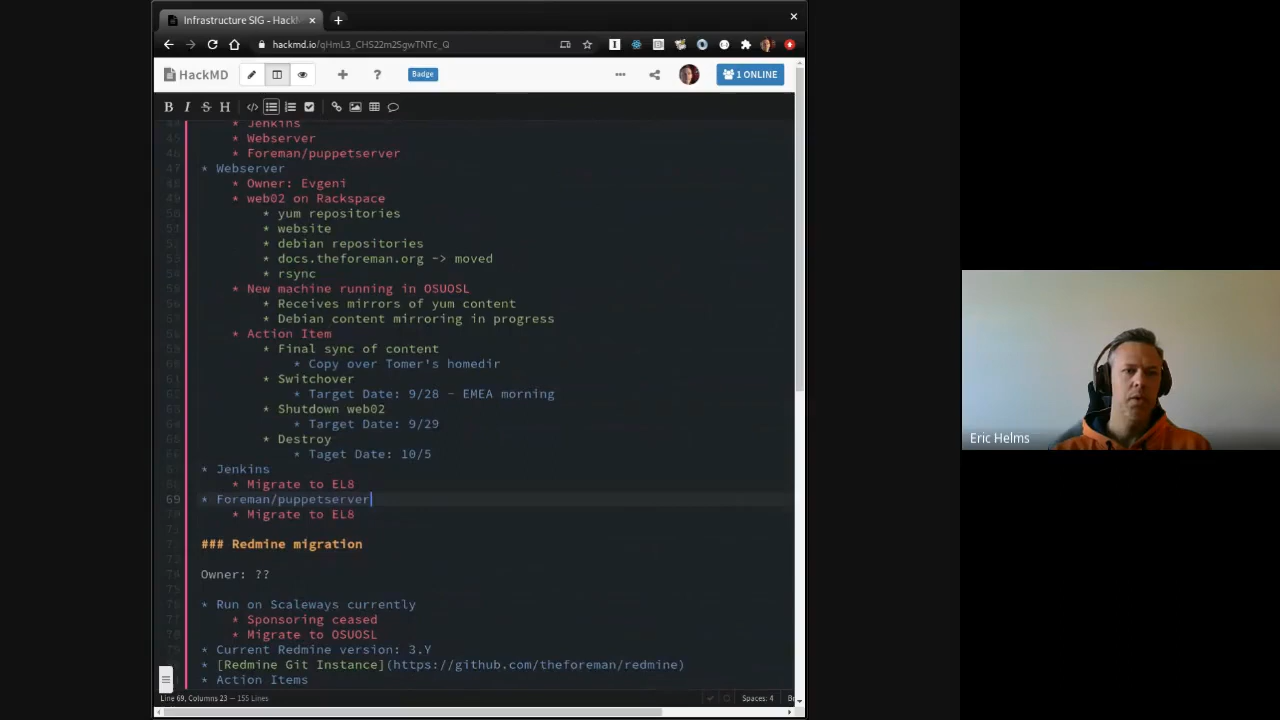 Infrastructure SIG - Hack
hackmd.io/qHmL3_CHS22m2SgwTNTc_Q
HackMD
Badge
1 ONLINE
B I S H
* Jenkins
* Webserver
* Foreman/puppetserver
* Webserver
* Owner: Evgeni
* web02 on Rackspace
* yum repositories
* website
* debian repositories
* docs.theforeman.org -> moved
* rsync
* New machine running in OSUOSL
* Receives mirrors of yum content
* Debian content mirroring in progress
* Action Item
* Final sync of content
* Copy over Tomer's homedir
* Switchover
* Target Date: 9/28 - EMEA morning
* Shutdown web02
* Target Date: 9/29
* Destroy
* Taget Date: 10/5
* Jenkins
* Migrate to EL8
69 * Foreman/puppetserver
* Migrate to EL8
### Redmine migration
Owner: ??
* Run on Scaleways currently
* Sponsoring ceased
* Migrate to OSUOSL
* Current Redmine version: 3.Y
* [Redmine Git Instance](https://github.com/theforeman/redmine)
* Action Items
Line 69, Columns 23 — 155 Lines
Spaces: 4
Eric Helms